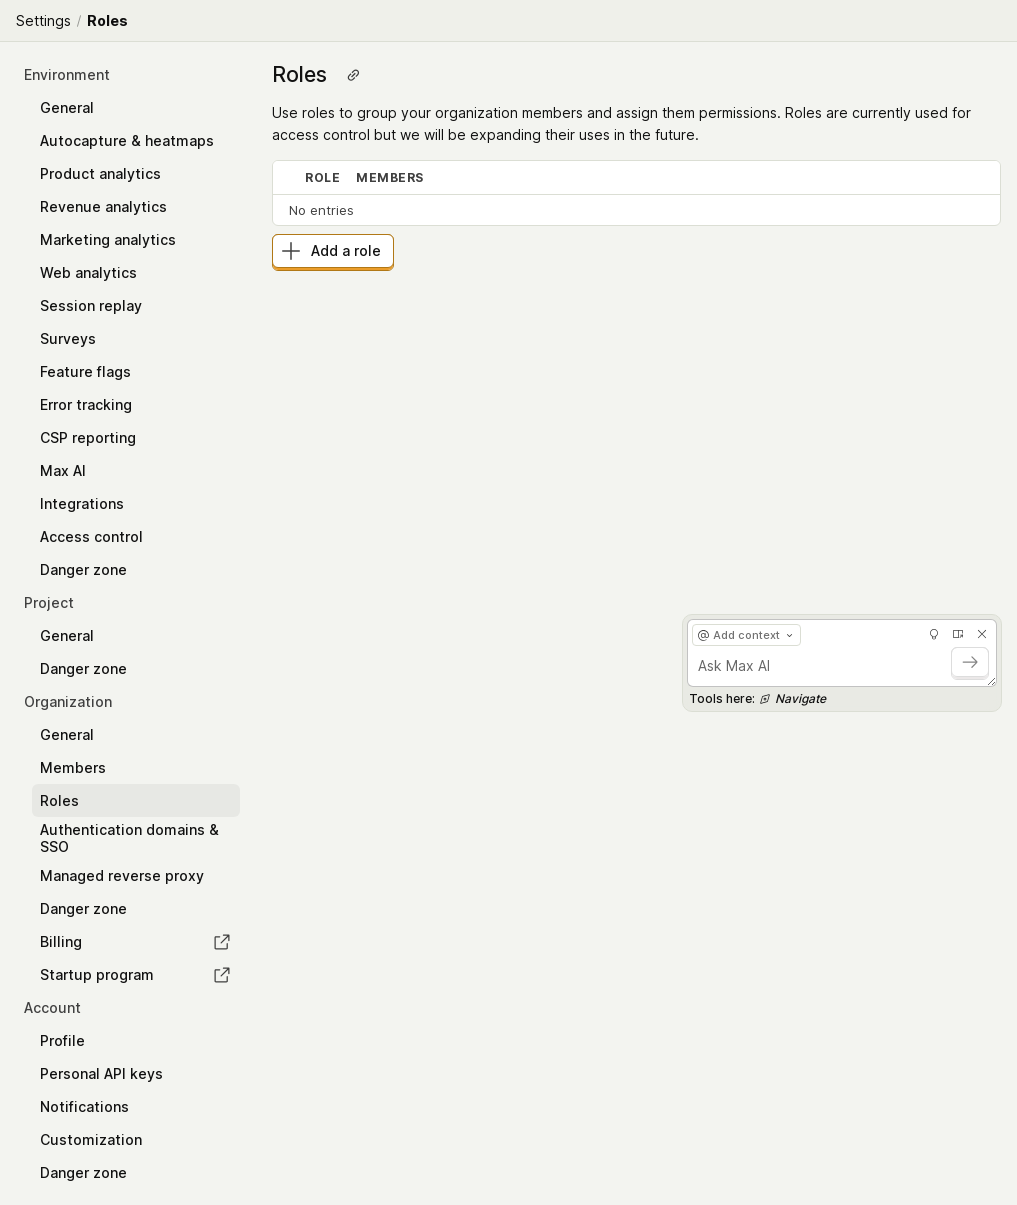 Settings / Roles
Environment
General
Autocapture & heatmaps
Product analytics
Revenue analytics
Marketing analytics
Web analytics
Session replay
Surveys
Feature flags
Error tracking
CSP reporting
Max AI
Integrations
Access control
Danger zone
Project
General
Danger zone
Organization
General
Members
Roles
Authentication domains &
SSO
Managed reverse proxy
Danger zone
Billing
Startup program
Account
Profile
Personal API keys
Notifications
Customization
Danger zone
Roles
Use roles to group your organization members and assign them permissions. Roles are currently used for
access control but we will be expanding their uses in the future.
ROLE MEMBERS
No entries
Add a role
@ Add context
Ask Max AI
Tools here: Navigate